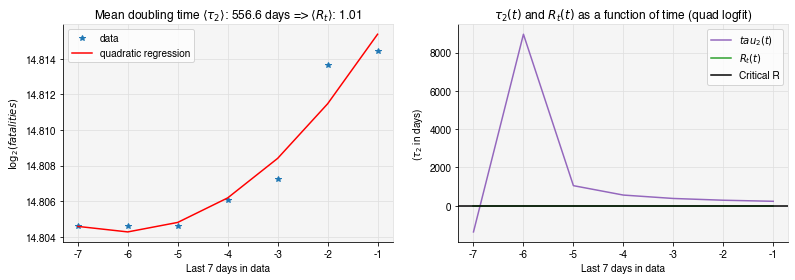 Mean doubling time ⟨τ₂⟩: 556.6 days => ⟨Rₜ⟩: 1.01
data
quadratic regression
14.814
14.812
14.810
14.808
14.806
14.804
log₂(fatalities)
-7 -6 -5 -4 -3 -2 -1
Last 7 days in data
τ₂(t) and Rₜ(t) as a function of time (quad logfit)
tau₂(t)
Rₜ(t)
Critical R
8000
6000
4000
2000
0
(τ₂ in days)
-7 -6 -5 -4 -3 -2 -1
Last 7 days in data